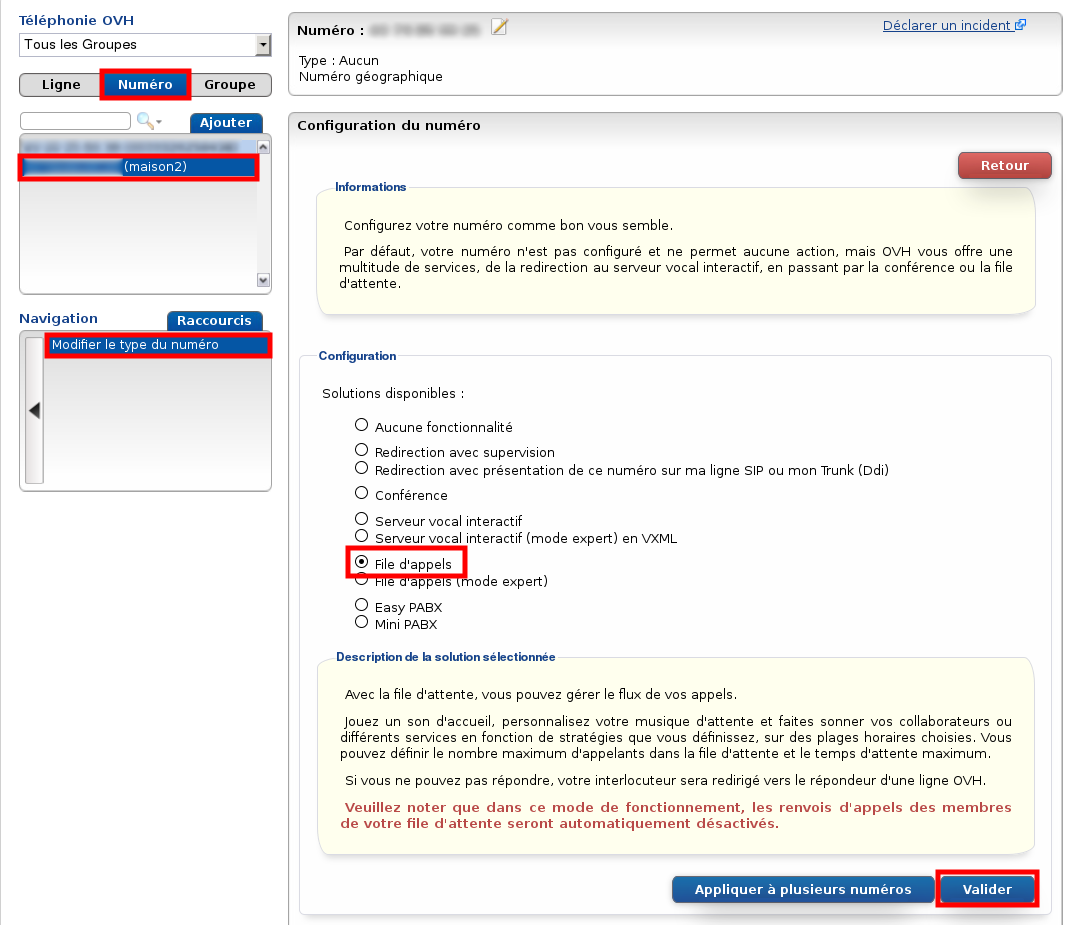 Téléphonie OVH
Tous les Groupes
Ligne
Numéro
Groupe
Ajouter
(maison2)
Navigation
Raccourcis
Modifier le type du numéro
Numéro :
Déclarer un incident
Type : Aucun
Numéro géographique
Configuration du numéro
Retour
Informations
Configurez votre numéro comme bon vous semble.
Par défaut, votre numéro n'est pas configuré et ne permet aucune action, mais OVH vous offre une
multitude de services, de la redirection au serveur vocal interactif, en passant par la conférence ou la file
d'attente.
Configuration
Solutions disponibles :
Aucune fonctionnalité
Redirection avec supervision
Redirection avec présentation de ce numéro sur ma ligne SIP ou mon Trunk (Ddi)
Conférence
Serveur vocal interactif
Serveur vocal interactif (mode expert) en VXML
File d'appels
File d'appels (mode expert)
Easy PABX
Mini PABX
Description de la solution sélectionnée
Avec la file d'attente, vous pouvez gérer le flux de vos appels.
Jouez un son d'accueil, personnalisez votre musique d'attente et faites sonner vos collaborateurs ou
différents services en fonction de stratégies que vous définissez, sur des plages horaires choisies. Vous
pouvez définir le nombre maximum d'appelants dans la file d'attente et le temps d'attente maximum.
Si vous ne pouvez pas répondre, votre interlocuteur sera redirigé vers le répondeur d'une ligne OVH.
Veuillez noter que dans ce mode de fonctionnement, les renvois d'appels des membres
de votre file d'attente seront automatiquement désactivés.
Appliquer à plusieurs numéros
Valider